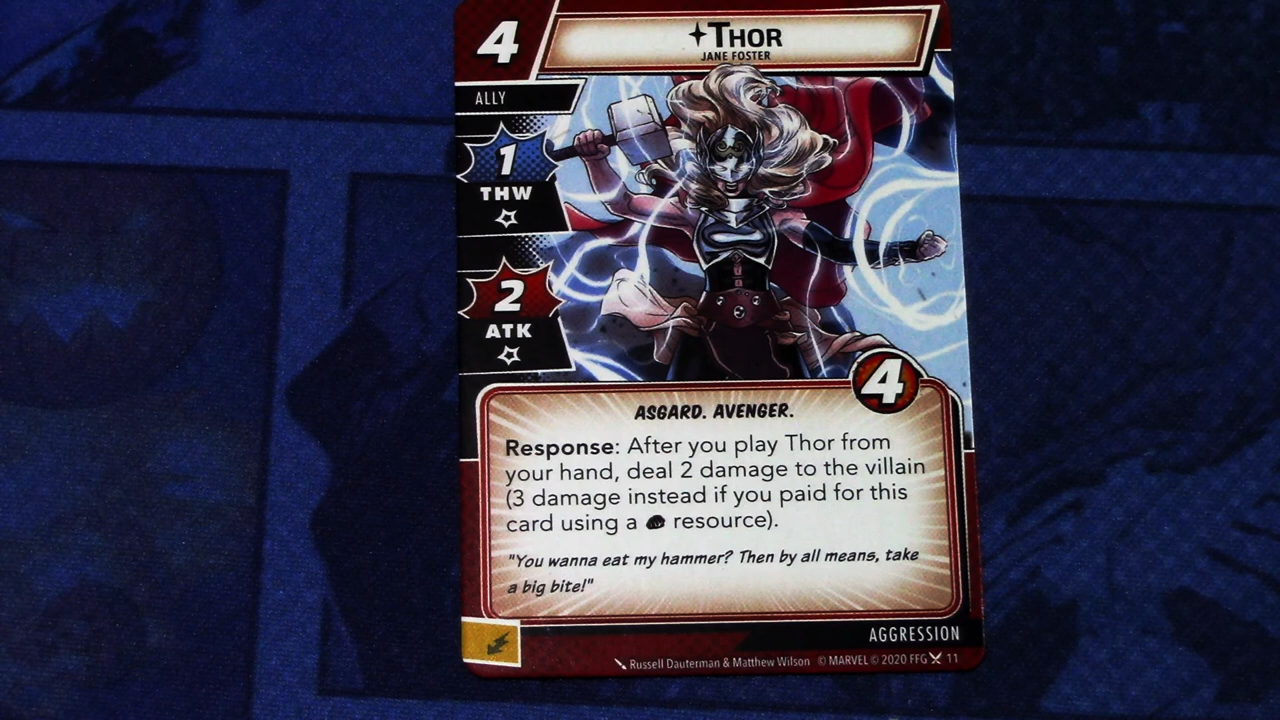 4
THOR
JANE FOSTER
ALLY
1
THW
2
ATK
4
ASGARD. AVENGER.
Response: After you play Thor from
your hand, deal 2 damage to the villain
(3 damage instead if you paid for this
card using a resource).
"You wanna eat my hammer? Then by all means, take
a big bite!"
AGGRESSION
Russell Dauterman & Matthew Wilson © MARVEL © 2020 FFG 11